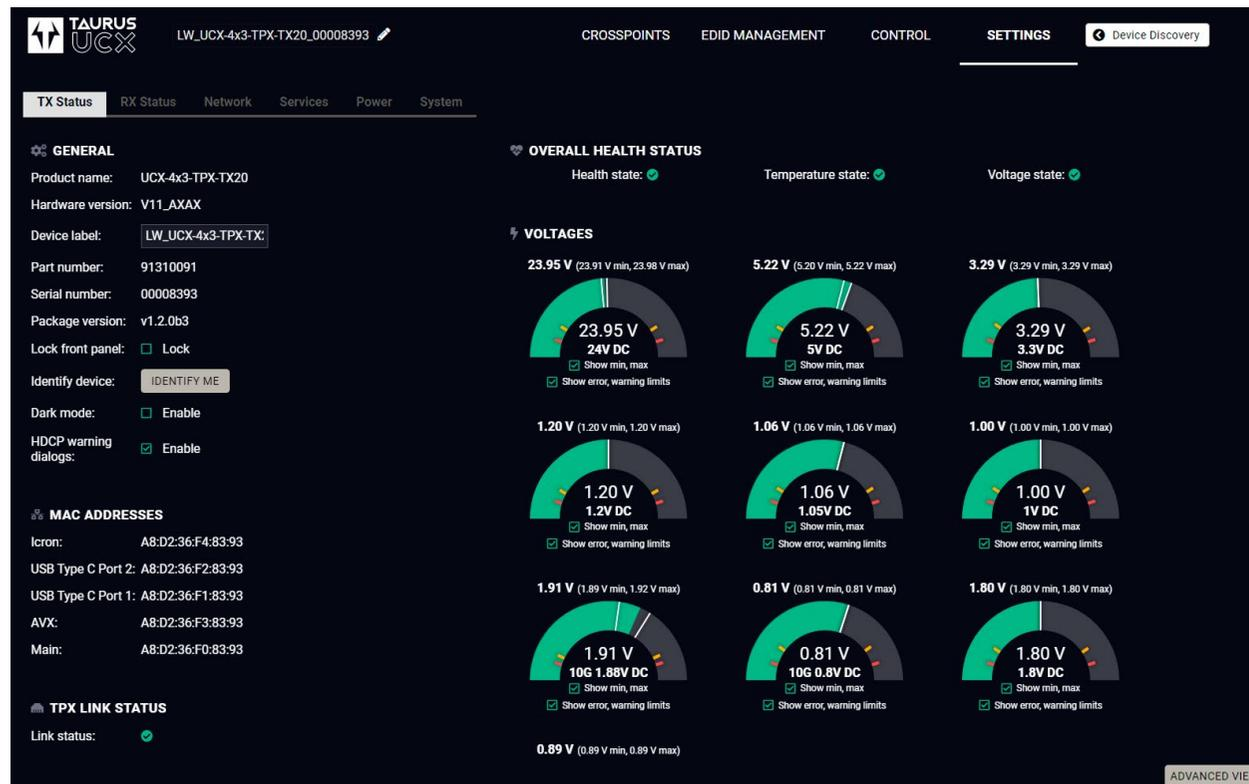 TAURUS UCX
LW_UCX-4x3-TPX-TX20_00008393
CROSSPOINTS EDID MANAGEMENT CONTROL SETTINGS Device Discovery
TX Status RX Status Network Services Power System
GENERAL
Product name: UCX-4x3-TPX-TX20
Hardware version: V11_AXAX
Device label: LW_UCX-4x3-TPX-TX
Part number: 91310091
Serial number: 00008393
Package version: v1.2.0b3
Lock front panel: Lock
Identify device: IDENTIFY ME
Dark mode: Enable
HDCP warning
dialogs: Enable
MAC ADDRESSES
Icron: A8:D2:36:F4:83:93
USB Type C Port 2: A8:D2:36:F2:83:93
USB Type C Port 1: A8:D2:36:F1:83:93
AVX: A8:D2:36:F3:83:93
Main: A8:D2:36:F0:83:93
TPX LINK STATUS
Link status:
OVERALL HEALTH STATUS
Health state: Temperature state: Voltage state:
VOLTAGES
23.95 V (23.91 V min, 23.98 V max)
23.95 V
24V DC
Show min, max
Show error, warning limits
5.22 V (5.20 V min, 5.22 V max)
5.22 V
5V DC
Show min, max
Show error, warning limits
3.29 V (3.29 V min, 3.29 V max)
3.29 V
3.3V DC
Show min, max
Show error, warning limits
1.20 V (1.20 V min, 1.20 V max)
1.20 V
1.2V DC
Show min, max
Show error, warning limits
1.06 V (1.06 V min, 1.06 V max)
1.06 V
1.05V DC
Show min, max
Show error, warning limits
1.00 V (1.00 V min, 1.00 V max)
1.00 V
1V DC
Show min, max
Show error, warning limits
1.91 V (1.89 V min, 1.92 V max)
1.91 V
10G 1.88V DC
Show min, max
Show error, warning limits
0.81 V (0.81 V min, 0.81 V max)
0.81 V
10G 0.8V DC
Show min, max
Show error, warning limits
1.80 V (1.80 V min, 1.80 V max)
1.80 V
1.8V DC
Show min, max
Show error, warning limits
0.89 V (0.89 V min, 0.89 V max)
ADVANCED VIE